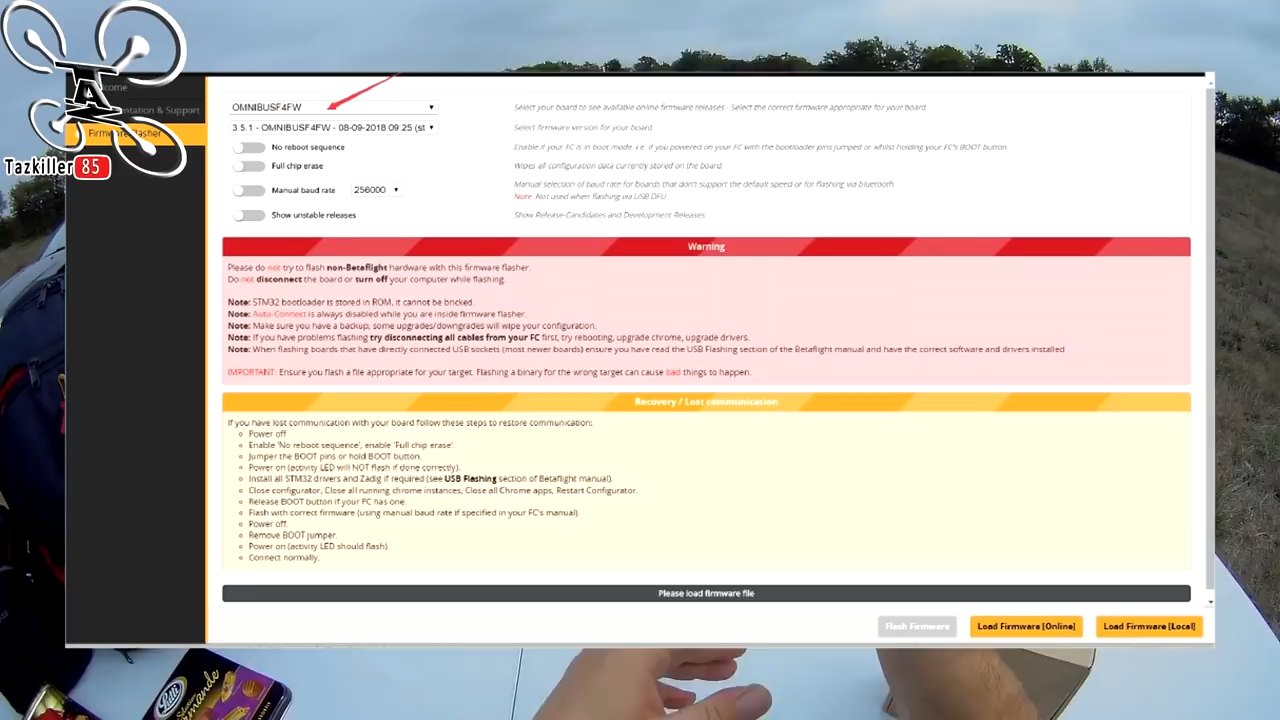 A
Tazkiller 85
come
ntation & Support
Firmware Flasher
OMNIBUSF4FW
Select your board to see available online firmware releases - Select the correct firmware appropriate for your board
3.5.1 - OMNIBUSF4FW - 08-09-2018 09:25 (st
Select firmware version for your board
No reboot sequence
Enable if your FC is in boot mode. i.e. if you powered on your FC with the bootloader pins jumped or whilst holding your FC's BOOT button
Full chip erase
Wipes all configuration data currently stored on the board.
Manual baud rate 256000
Manual selection of baud rate for boards that don't support the default speed or for flashing via bluetooth.
Note: Not used when flashing via USB DFU
Show unstable releases
Show Release-Candidates and Development Releases
Warning
Please do not try to flash non-Betaflight hardware with this firmware flasher.
Do not disconnect the board or turn off your computer while flashing.
Note: STM32 bootloader is stored in ROM, it cannot be bricked.
Note: Auto-Connect is always disabled while you are inside firmware flasher.
Note: Make sure you have a backup; some upgrades/downgrades will wipe your configuration.
Note: If you have problems flashing try disconnecting all cables from your FC first, try rebooting, upgrade chrome, upgrade drivers.
Note: When flashing boards that have directly connected USB sockets (most newer boards) ensure you have read the USB Flashing section of the Betaflight manual and have the correct software and drivers installed
IMPORTANT: Ensure you flash a file appropriate for your target. Flashing a binary for the wrong target can cause bad things to happen.
Recovery / Lost communication
If you have lost communication with your board follow these steps to restore communication:
Power off
Enable 'No reboot sequence', enable 'Full chip erase'.
Jumper the BOOT pins or hold BOOT button.
Power on (activity LED will NOT flash if done correctly).
Install all STM32 drivers and Zadig if required (see USB Flashing section of Betaflight manual).
Close configurator, Close all running chrome instances, Close all Chrome apps, Restart Configurator.
Release BOOT button if your FC has one.
Flash with correct firmware (using manual baud rate if specified in your FC's manual).
Power off.
Remove BOOT jumper.
Power on (activity LED should flash).
Connect normally.
Please load firmware file
Flash Firmware
Load Firmware [Online]
Load Firmware [Local]